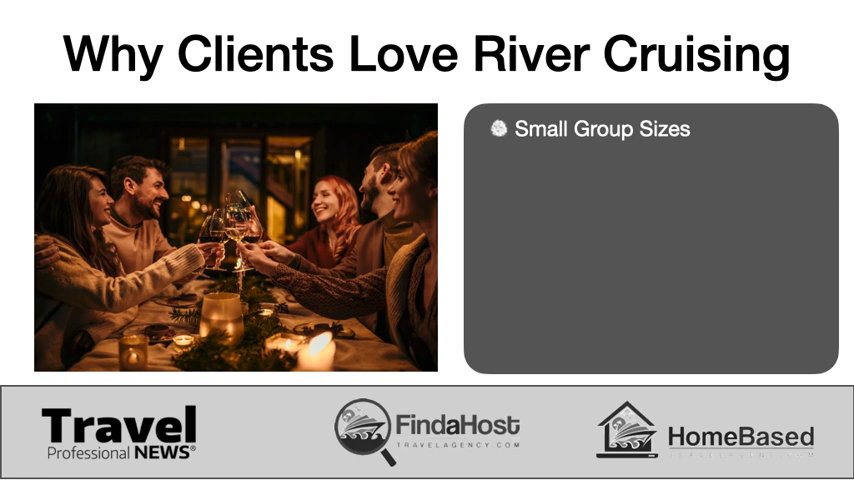 Why Clients Love River Cruising
Small Group Sizes
Travel
Professional NEWS®
FindaHost
TRAVELAGENCY.COM
HomeBased